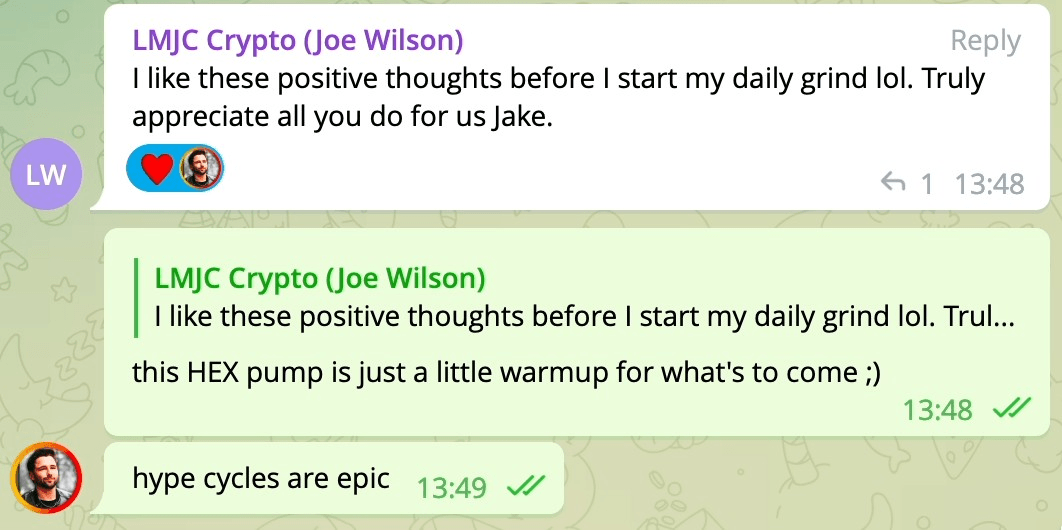 LMJC Crypto (Joe Wilson) Reply
I like these positive thoughts before I start my daily grind lol. Truly
appreciate all you do for us Jake.
LW
1 13:48
LMJC Crypto (Joe Wilson)
I like these positive thoughts before I start my daily grind lol. Trul...
this HEX pump is just a little warmup for what's to come ;)
13:48
hype cycles are epic 13:49